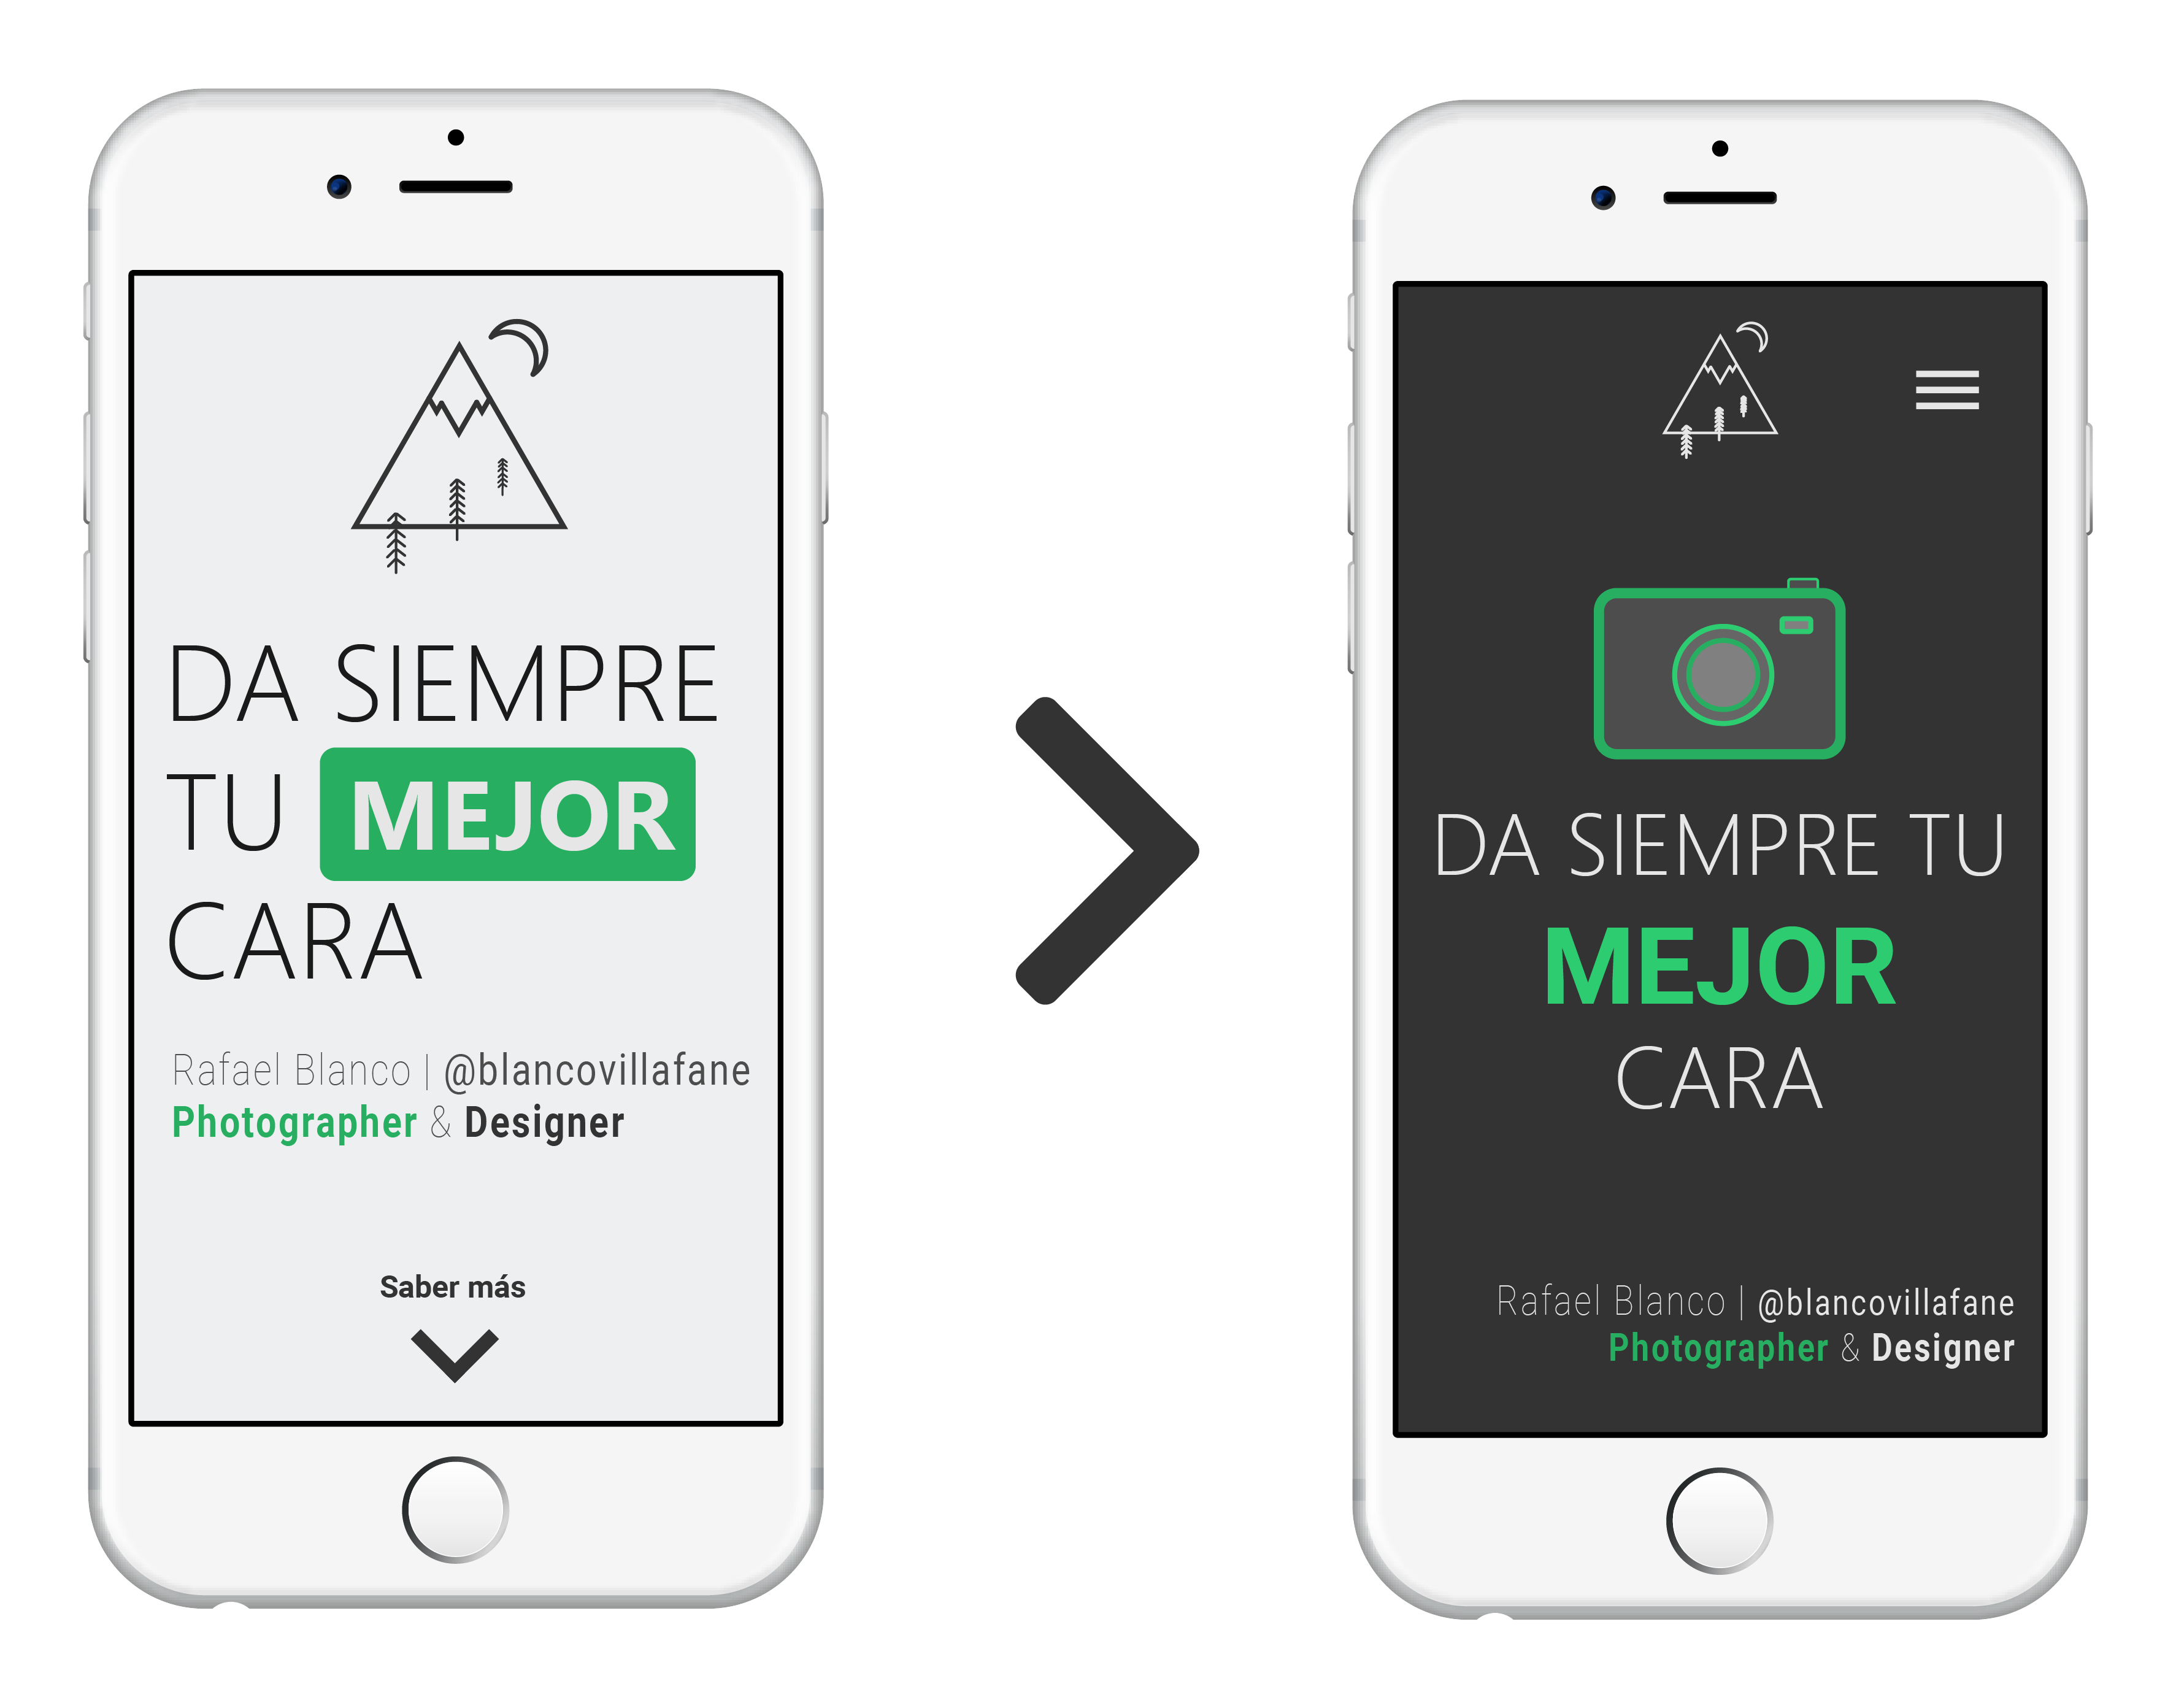 DA SIEMPRE
TU MEJOR
CARA
Rafael Blanco | @blancovillafane
Photographer & Designer
Saber más
DA SIEMPRE TU
MEJOR
CARA
Rafael Blanco | @blancovillafane
Photographer & Designer